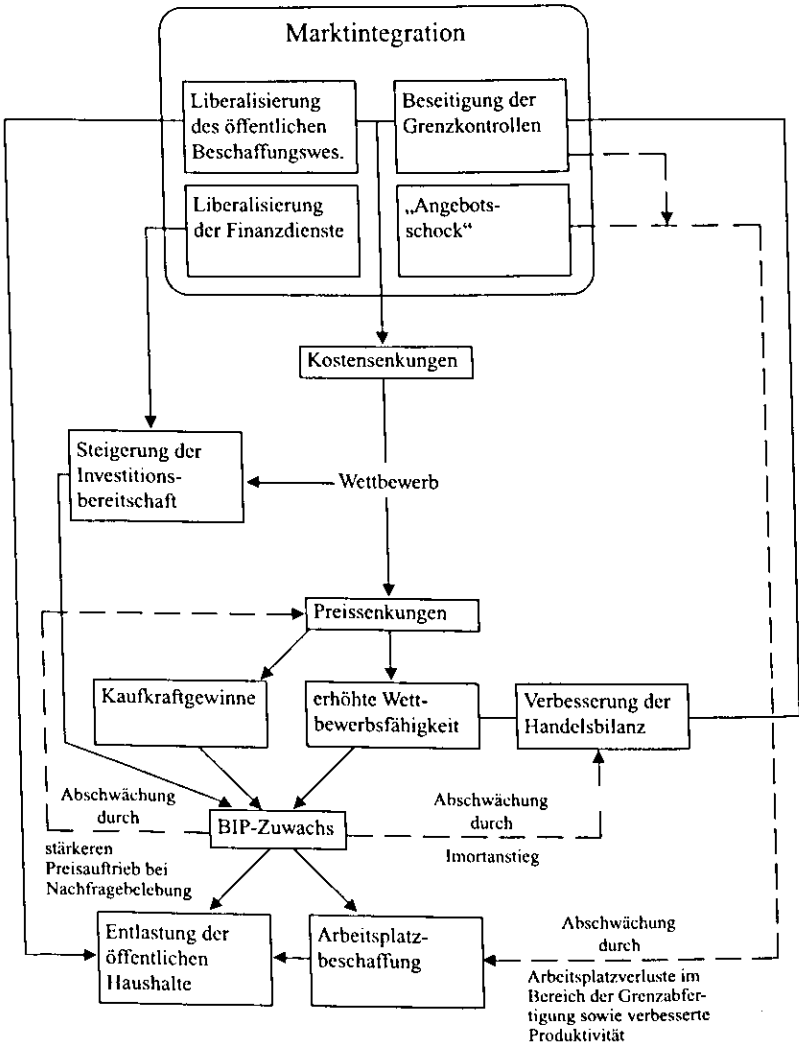 Marktintegration
Liberalisierung
des öffentlichen
Beschaffungswes.
Beseitigung der
Grenzkontrollen
Liberalisierung
der Finanzdienste
„Angebots-
schock“
Kostensenkungen
Steigerung der
Investitions-
bereitschaft
Wettbewerb
Preissenkungen
Kaufkraftgewinne
erhöhte Wett-
bewerbsfähigkeit
Verbesserung der
Handelsbilanz
Abschwächung
durch
stärkeren
Preisauftrieb bei
Nachfragebelebung
BIP-Zuwachs
Abschwächung
durch
Imortanstieg
Entlastung der
öffentlichen
Haushalte
Arbeitsplatz-
beschaffung
Abschwächung
durch
Arbeitsplatzverluste im
Bereich der Grenzabfer-
tigung sowie verbesserte
Produktivität